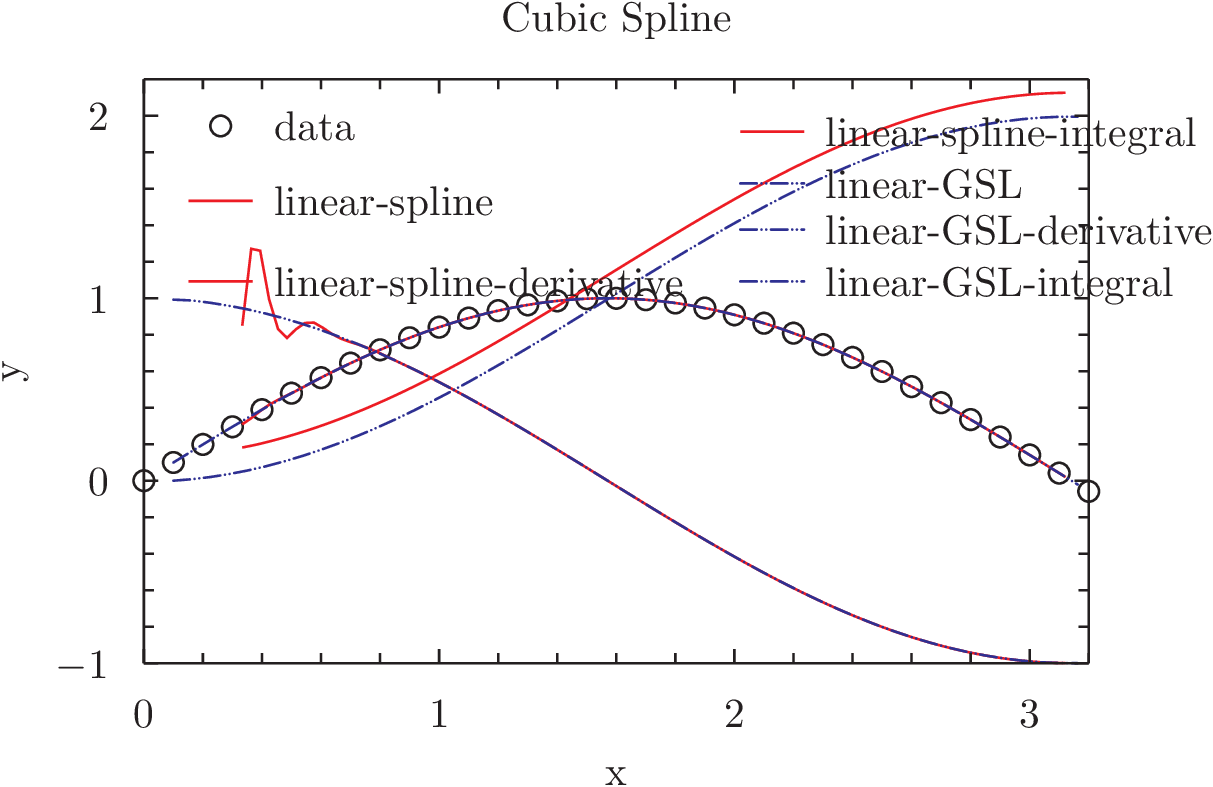 Cubic Spline
2
1
0
−1
y
data
linear-spline
linear-spline-derivative
linear-spline-integral
linear-GSL
linear-GSL-derivative
linear-GSL-integral
0 1 2 3
x